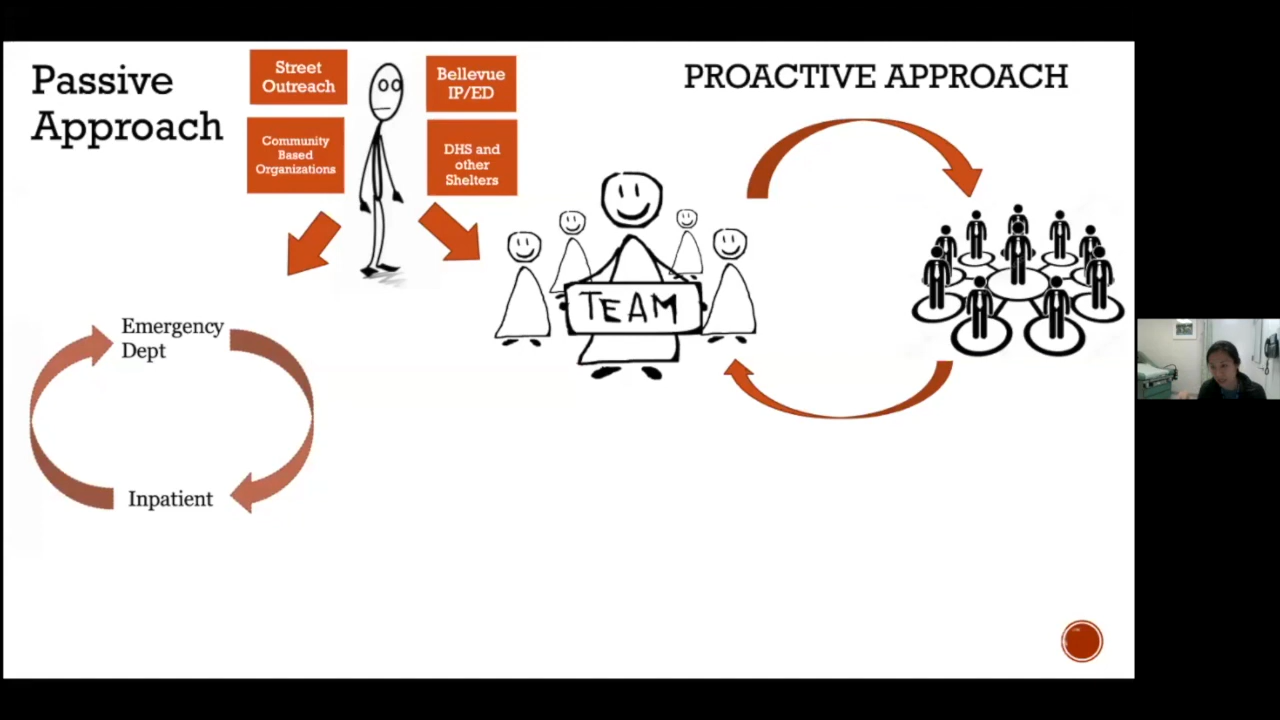 Passive
Approach
Street
Outreach
Bellevue
IP/ED
Community
Based
Organizations
DHS and
other
Shelters
PROACTIVE APPROACH
TEAM
Emergency
Dept
Inpatient